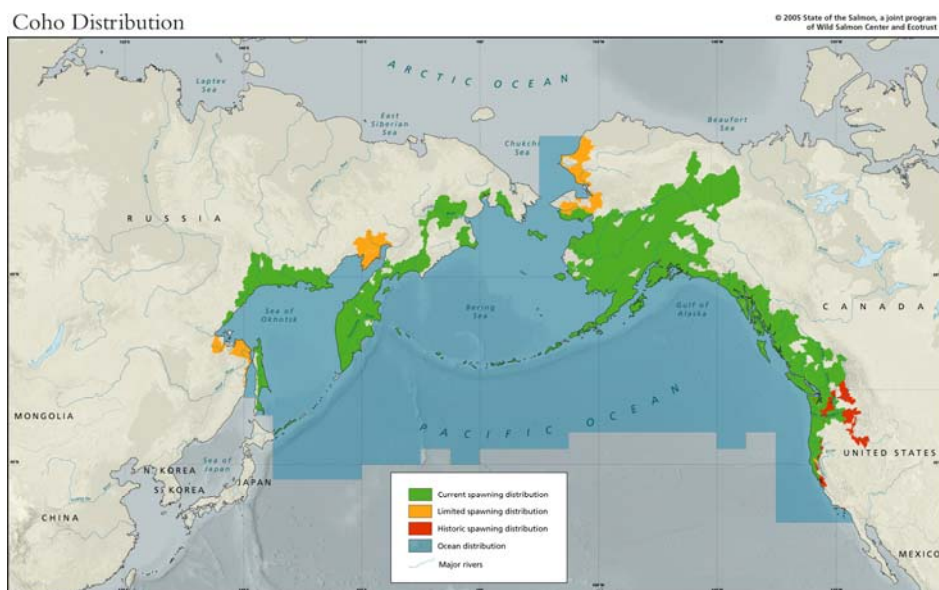 Coho Distribution
© 2005 State of the Salmon, a joint program
of Wild Salmon Center and Ecotrust
ARCTIC OCEAN
Laptev
Sea
East
Siberian
Sea
Chukchi
Sea
Beaufort
Sea
RUSSIA
Sea of
Okhotsk
Bering
Sea
Gulf of
Alaska
CANADA
MONGOLIA
PACIFIC OCEAN
UNITED STATES
N. KOREA
Sea of
Japan
S. KOREA
JAPAN
CHINA
MEXICO
Current spawning distribution
Limited spawning distribution
Historic spawning distribution
Ocean distribution
Major rivers